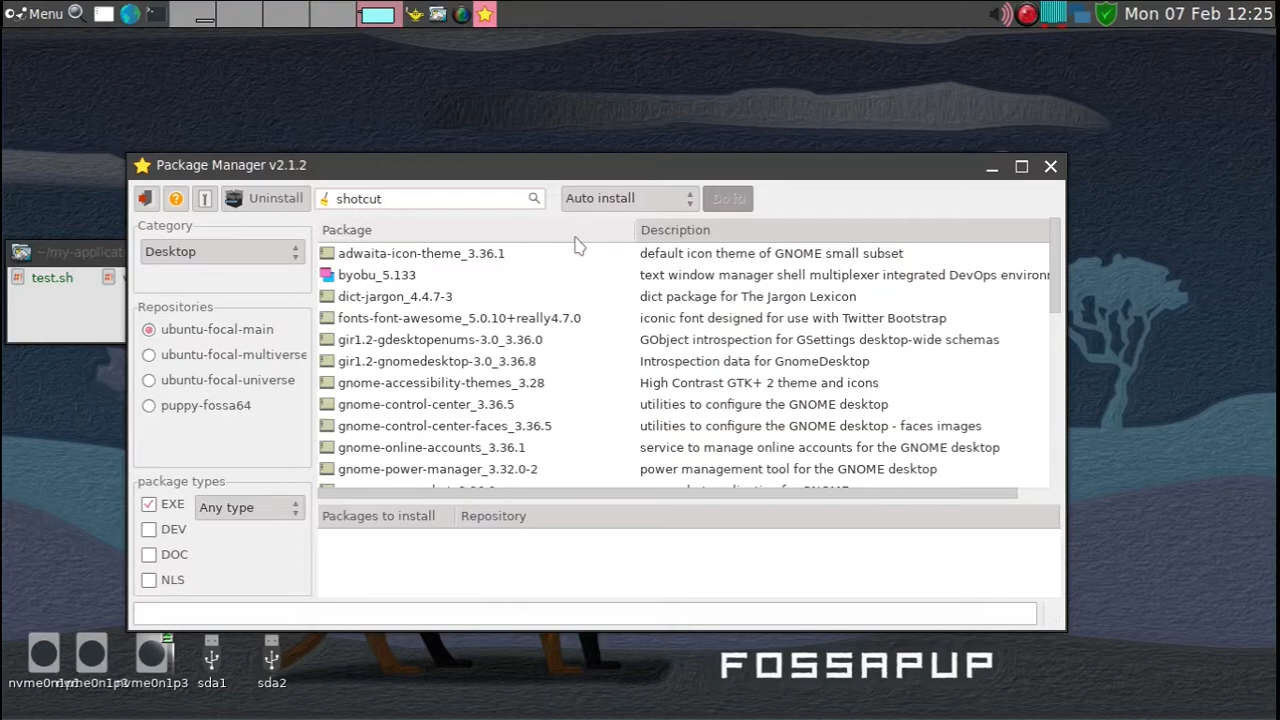 Menu
Mon 07 Feb 12:25
Package Manager v2.1.2
Uninstall
shotcut
Auto install
Do it!
Category
Desktop
Repositories
ubuntu-focal-main
ubuntu-focal-multiverse
ubuntu-focal-universe
puppy-fossa64
package types
EXE
Any type
DEV
DOC
NLS
Package Description
adwaita-icon-theme_3.36.1 default icon theme of GNOME small subset
byobu_5.133 text window manager shell multiplexer integrated DevOps environ
dict-jargon_4.4.7-3 dict package for The Jargon Lexicon
fonts-font-awesome_5.0.10+really4.7.0 iconic font designed for use with Twitter Bootstrap
gir1.2-gdesktopenums-3.0_3.36.0 GObject introspection for GSettings desktop-wide schemas
gir1.2-gnomedesktop-3.0_3.36.8 Introspection data for GnomeDesktop
gnome-accessibility-themes_3.28 High Contrast GTK+ 2 theme and icons
gnome-control-center_3.36.5 utilities to configure the GNOME desktop
gnome-control-center-faces_3.36.5 utilities to configure the GNOME desktop - faces images
gnome-online-accounts_3.36.1 service to manage online accounts for the GNOME desktop
gnome-power-manager_3.32.0-2 power management tool for the GNOME desktop
Packages to install Repository
~/my-applicat
test.sh
nvme0n1p3
sda1
sda2
FOSSAPUP